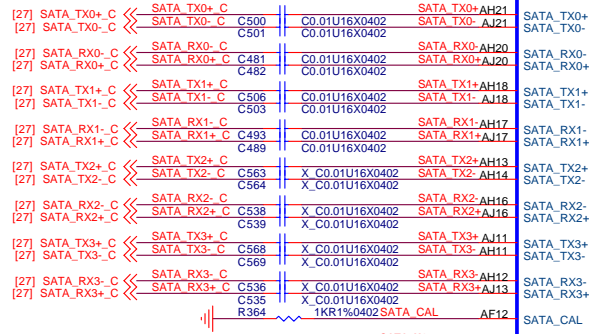 [27] SATA_TX0+_C SATA_TX0+_C SATA_TX0+ AH21 SATA_TX0+
[27] SATA_TX0-_C SATA_TX0-_C C500 C0.01U16X0402 SATA_TX0- AJ21 SATA_TX0-
C501 C0.01U16X0402
[27] SATA_RX0-_C SATA_RX0-_C SATA_RX0- AH20 SATA_RX0-
[27] SATA_RX0+_C SATA_RX0+_C C481 C0.01U16X0402 SATA_RX0+ AJ20 SATA_RX0+
C482 C0.01U16X0402
[27] SATA_TX1+_C SATA_TX1+_C SATA_TX1+ AH18 SATA_TX1+
[27] SATA_TX1-_C SATA_TX1-_C C506 C0.01U16X0402 SATA_TX1- AJ18 SATA_TX1-
C503 C0.01U16X0402
[27] SATA_RX1-_C SATA_RX1-_C SATA_RX1- AH17 SATA_RX1-
[27] SATA_RX1+_C SATA_RX1+_C C493 C0.01U16X0402 SATA_RX1+ AJ17 SATA_RX1+
C489 C0.01U16X0402
[27] SATA_TX2+_C SATA_TX2+_C SATA_TX2+ AH13 SATA_TX2+
[27] SATA_TX2-_C SATA_TX2-_C C563 X_C0.01U16X0402 SATA_TX2- AH14 SATA_TX2-
C564 X_C0.01U16X0402
[27] SATA_RX2-_C SATA_RX2-_C SATA_RX2- AH16 SATA_RX2-
[27] SATA_RX2+_C SATA_RX2+_C C538 X_C0.01U16X0402 SATA_RX2+ AJ16 SATA_RX2+
C539 X_C0.01U16X0402
[27] SATA_TX3+_C SATA_TX3+_C SATA_TX3+ AJ11 SATA_TX3+
[27] SATA_TX3-_C SATA_TX3-_C C568 X_C0.01U16X0402 SATA_TX3- AH11 SATA_TX3-
C569 X_C0.01U16X0402
[27] SATA_RX3-_C SATA_RX3-_C SATA_RX3- AH12 SATA_RX3-
[27] SATA_RX3+_C SATA_RX3+_C C536 X_C0.01U16X0402 SATA_RX3+ AJ13 SATA_RX3+
C535 X_C0.01U16X0402
R364 1KR1%0402 SATA_CAL AF12 SATA_CAL